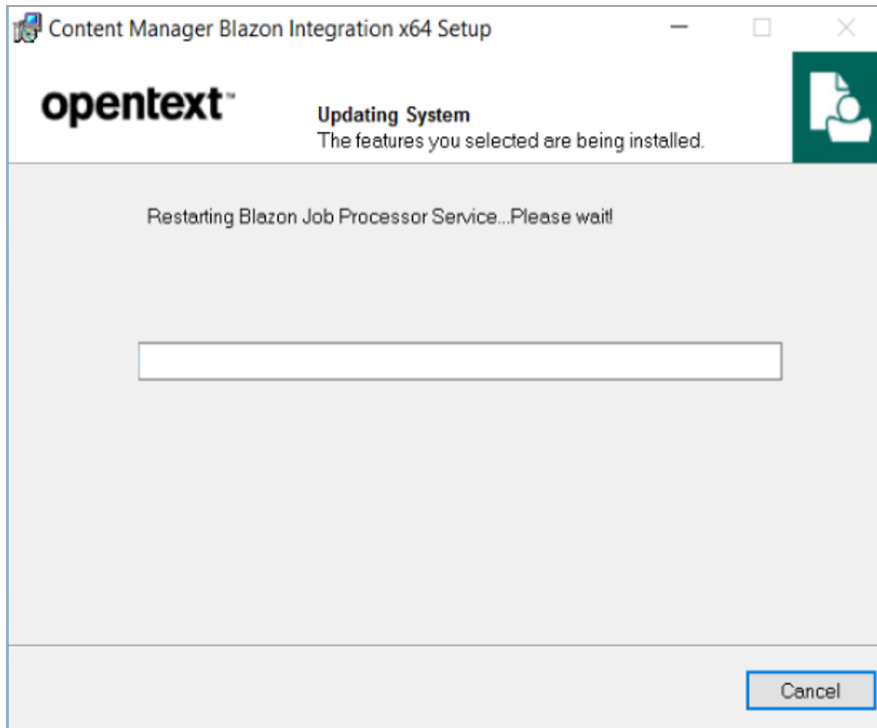 Content Manager Blazon Integration x64 Setup
opentext™
Updating System
The features you selected are being installed.
Restarting Blazon Job Processor Service...Please wait!
Cancel